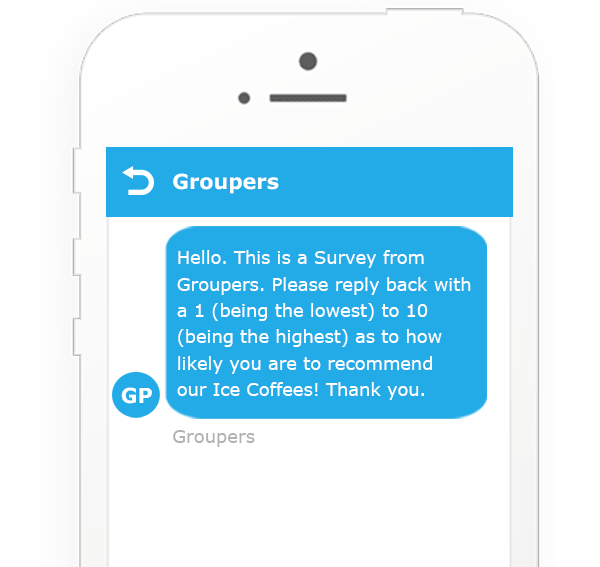 Groupers
Hello. This is a Survey from
Groupers. Please reply back with
a 1 (being the lowest) to 10
(being the highest) as to how
likely you are to recommend
our Ice Coffees! Thank you.
GP
Groupers